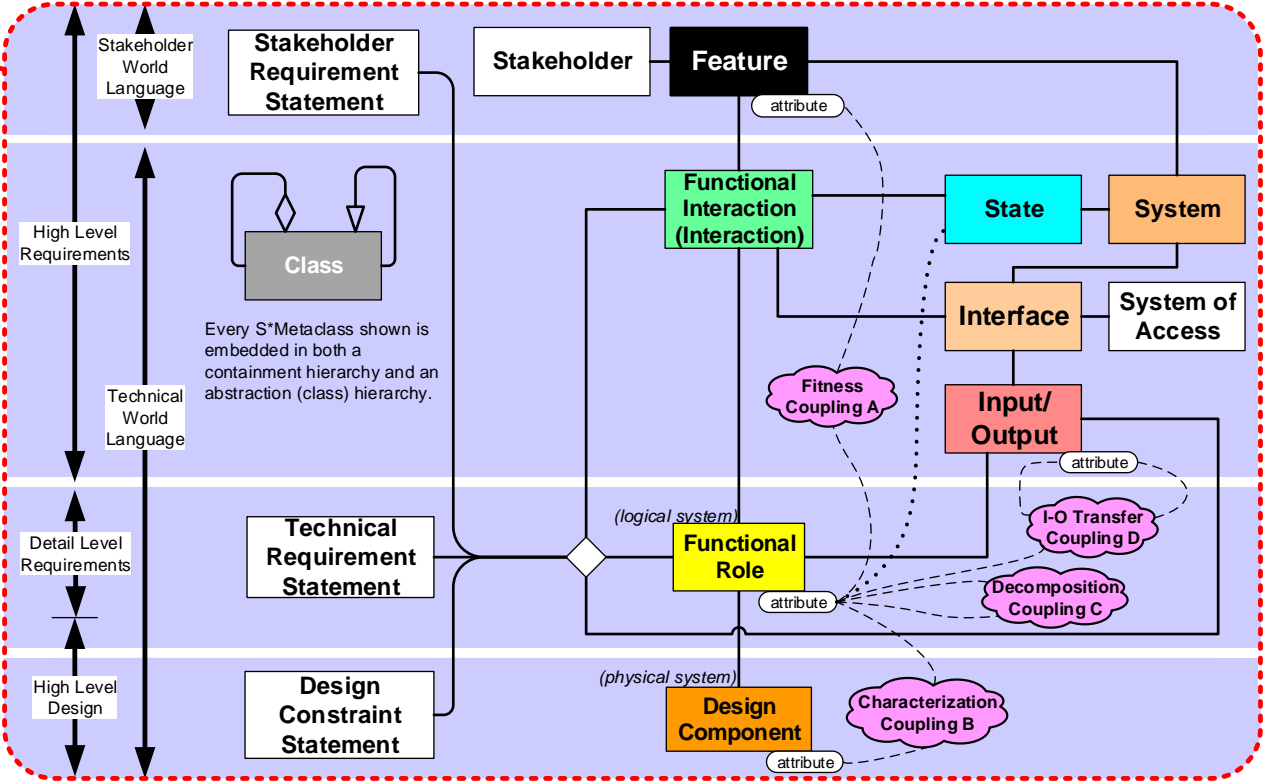 Stakeholder
World
Language
Stakeholder
Requirement
Statement
Stakeholder
Feature
attribute
High Level
Requirements
Class
Every S*Metaclass shown is
embedded in both a
containment hierarchy and an
abstraction (class) hierarchy.
Technical
World
Language
Functional
Interaction
(Interaction)
State
System
Interface
System of
Access
Fitness
Coupling A
Input/
Output
attribute
Detail Level
Requirements
Technical
Requirement
Statement
(logical system)
Functional
Role
attribute
I-O Transfer
Coupling D
Decomposition
Coupling C
High Level
Design
Design
Constraint
Statement
(physical system)
Design
Component
attribute
Characterization
Coupling B